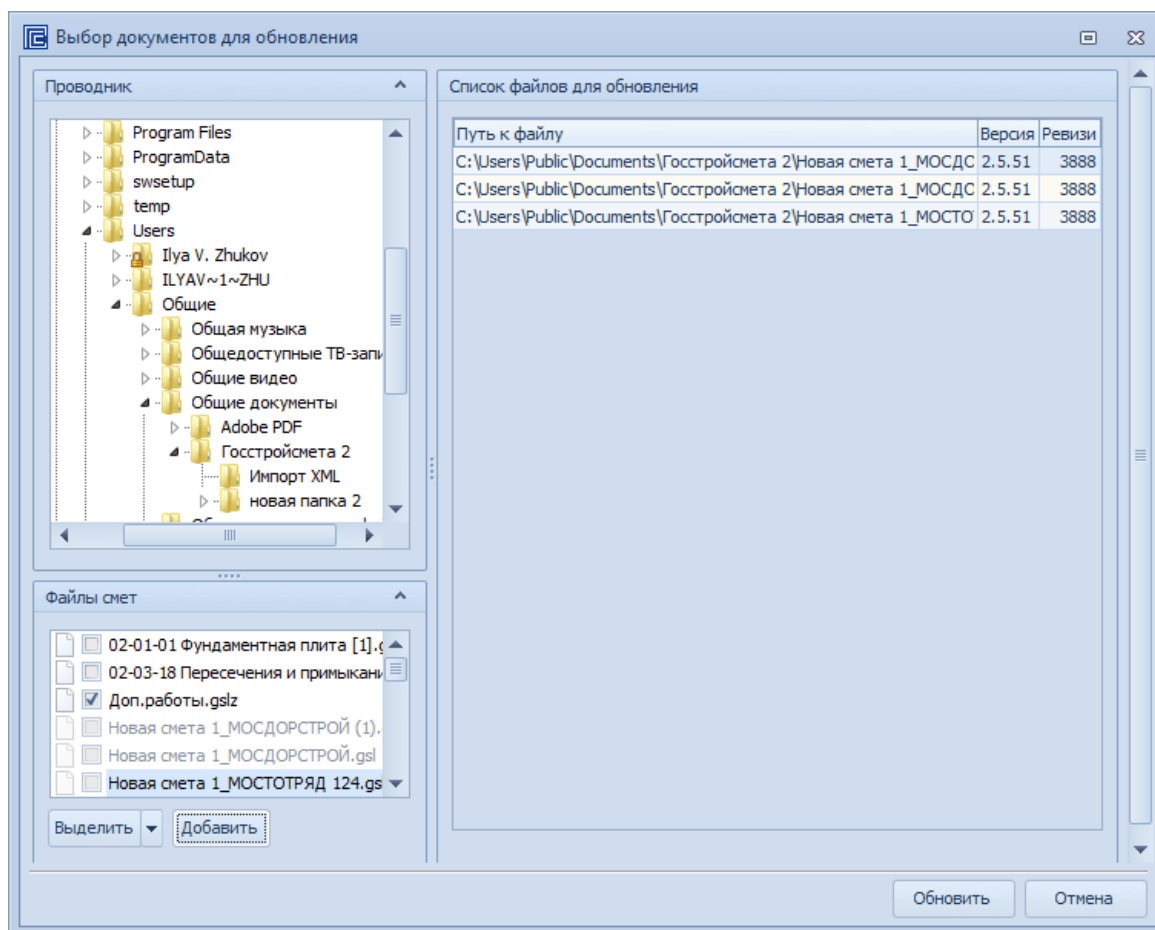 Выбор документов для обновления
Проводник
Program Files
ProgramData
swsetup
temp
Users
Ilya V. Zhukov
ILYAV~1~ZHU
Общие
Общая музыка
Общедоступные ТВ-запи
Общие видео
Общие документы
Adobe PDF
Госстройсмета 2
Импорт XML
новая папка 2
Файлы смет
02-01-01 Фундаментная плита [1].g
02-03-18 Пересечения и примыкани
Доп.работы.gslz
Новая смета 1_МОСДОРСТРОЙ (1).
Новая смета 1_МОСДОРСТРОЙ.gsl
Новая смета 1_МОСТОТРЯД 124.gsl
Выделить
Добавить
Список файлов для обновления
Путь к файлу Версия Ревизи
C:\Users\Public\Documents\Госстройсмета 2\Новая смета 1_МОСДО 2.5.51 3888
C:\Users\Public\Documents\Госстройсмета 2\Новая смета 1_МОСДО 2.5.51 3888
C:\Users\Public\Documents\Госстройсмета 2\Новая смета 1_МОСТО 2.5.51 3888
Обновить Отмена